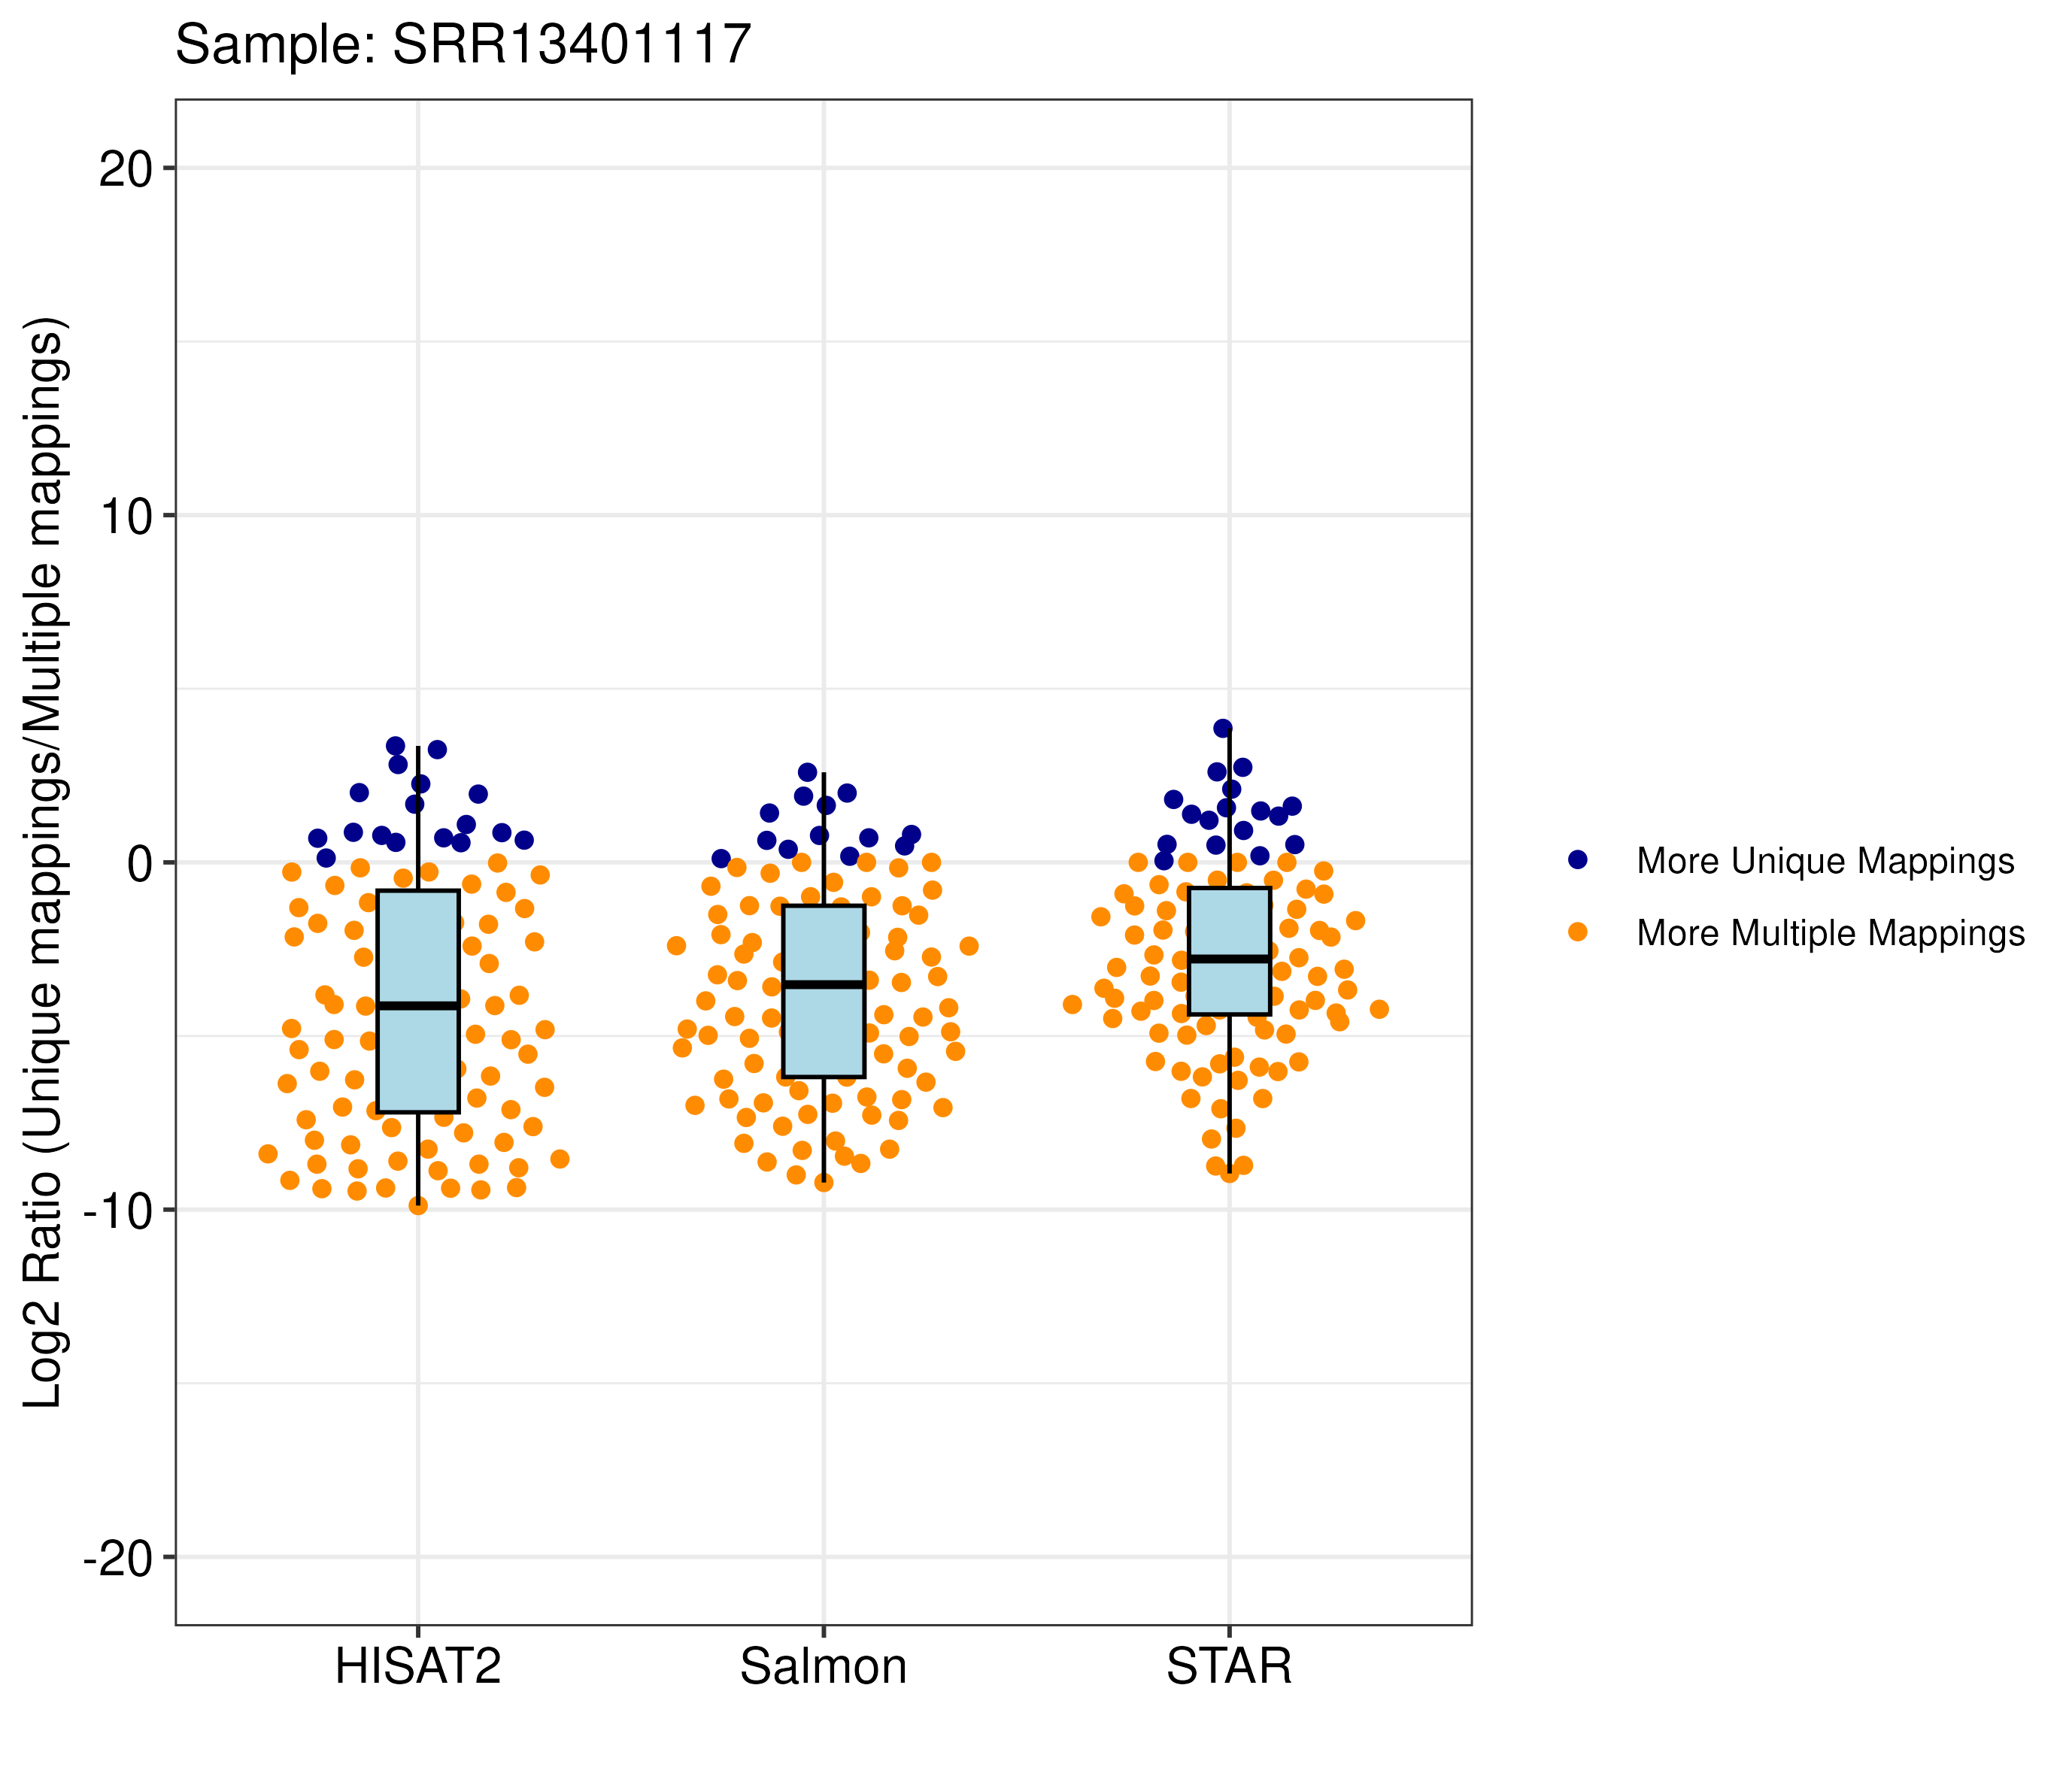 Sample: SRR13401117
Log2 Ratio (Unique mappings/Multiple mappings)
20
10
0
-10
-20
HISAT2
Salmon
STAR
More Unique Mappings
More Multiple Mappings